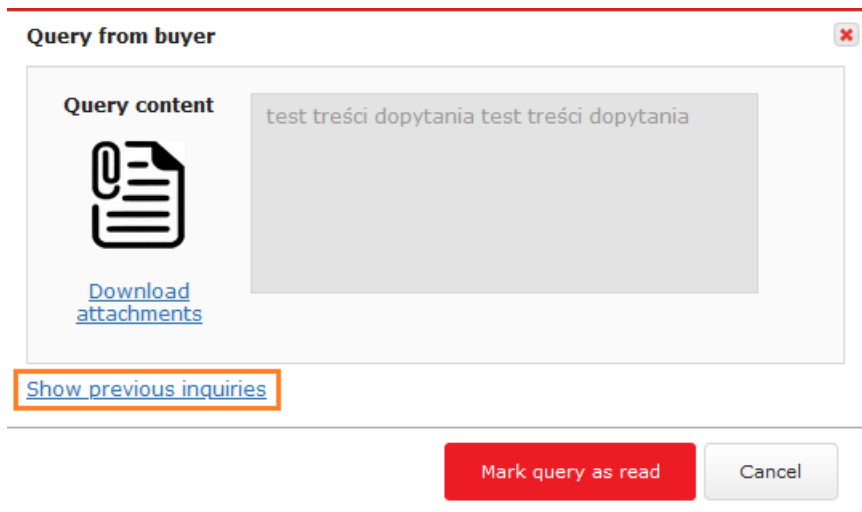 Query from buyer
Query content
test treści dopytania test treści dopytania
Download
attachments
Show previous inquiries
Mark query as read
Cancel